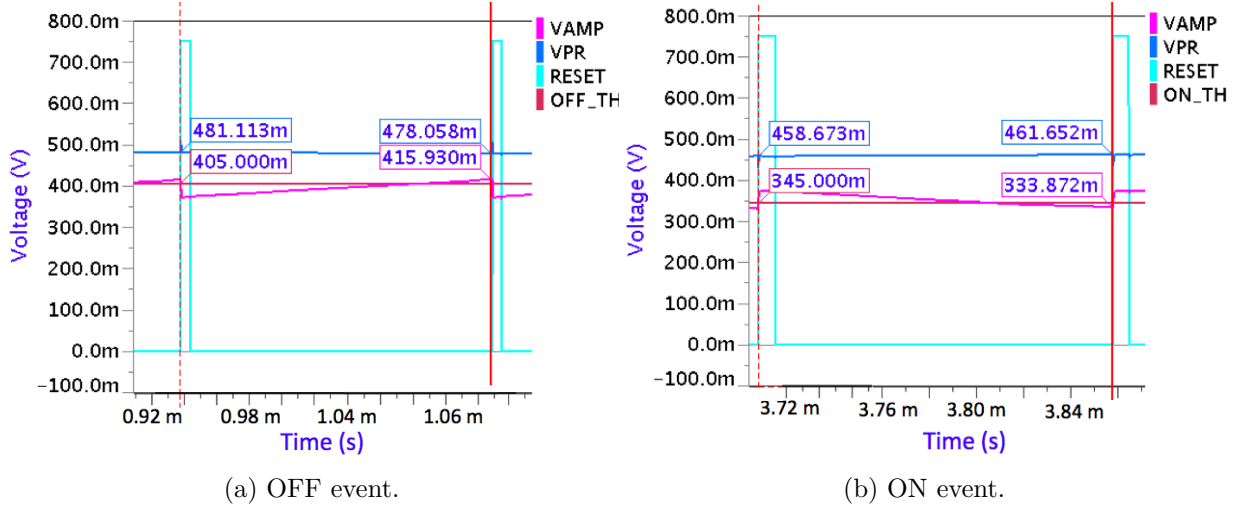 800.0m
700.0m
600.0m
500.0m
400.0m
300.0m
200.0m
100.0m
0.0m
−100.0m
Voltage (V)
VAMP
VPR
RESET
OFF_TH
481.113m
478.058m
405.000m
415.930m
0.92 m
0.98 m
1.04 m
1.06 m
Time (s)
(a) OFF event.
800.0m
700.0m
600.0m
500.0m
400.0m
300.0m
200.0m
100.0m
0.0m
−100.0m
Voltage (V)
VAMP
VPR
RESET
ON_TH
458.673m
461.652m
345.000m
333.872m
3.72 m
3.76 m
3.80 m
3.84 m
Time (s)
(b) ON event.